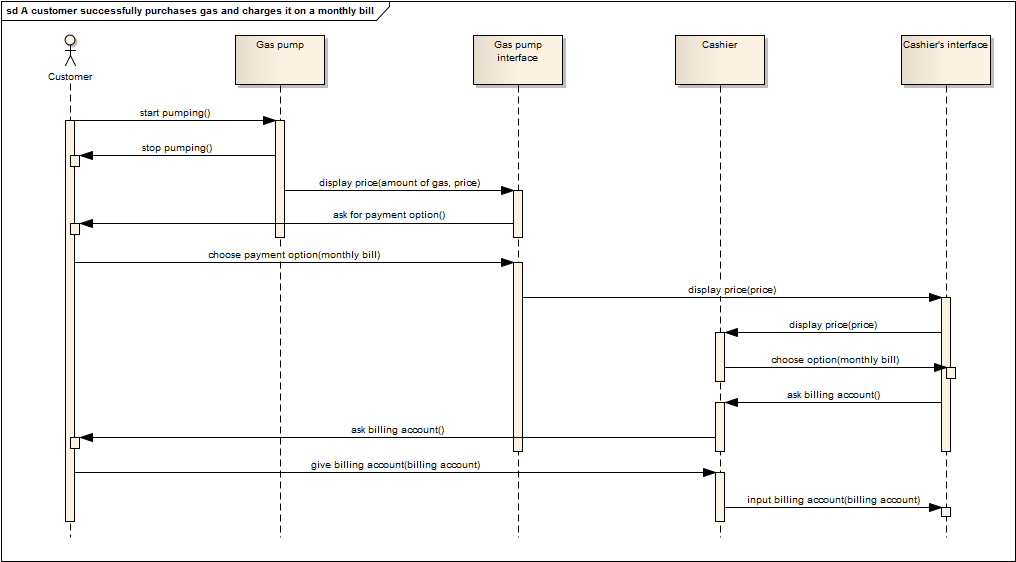 sd A customer successfully purchases gas and charges it on a monthly bill
Customer
Gas pump
Gas pump
interface
Cashier
Cashier's interface
start pumping()
stop pumping()
display price(amount of gas, price)
ask for payment option()
choose payment option(monthly bill)
display price(price)
display price(price)
choose option(monthly bill)
ask billing account()
ask billing account()
give billing account(billing account)
input billing account(billing account)